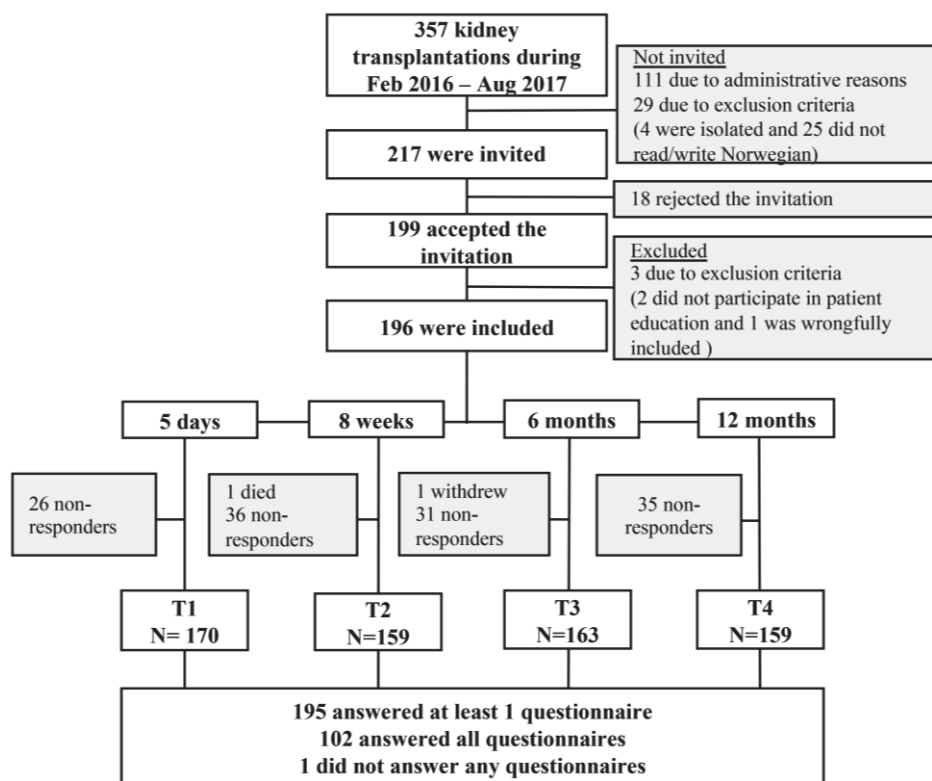 357 kidney
transplantations during
Feb 2016 – Aug 2017
Not invited
111 due to administrative reasons
29 due to exclusion criteria
(4 were isolated and 25 did not
read/write Norwegian)
217 were invited
18 rejected the invitation
199 accepted the
invitation
Excluded
3 due to exclusion criteria
(2 did not participate in patient
education and 1 was wrongfully
included )
196 were included
5 days
8 weeks
6 months
12 months
26 non-
responders
1 died
36 non-
responders
1 withdrew
31 non-
responders
35 non-
responders
T1
N= 170
T2
N=159
T3
N=163
T4
N=159
195 answered at least 1 questionnaire
102 answered all questionnaires
1 did not answer any questionnaires